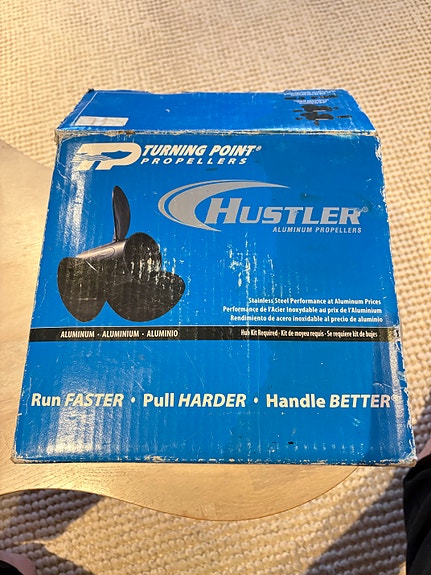 TP TURNING POINT®
PROPELLERS
HUSTLER®
ALUMINUM PROPELLERS
Stainless Steel Performance at Aluminum Prices
Performance de l'Acier Inoxydable au prix de l'Aluminium
Rendimiento de acero inoxidable al precio de aluminio
ALUMINUM - ALUMINIUM - ALUMINIO
Hub Kit Required - Kit de moyeu requis - Se requiere kit de bujes
Run FASTER • Pull HARDER • Handle BETTER®